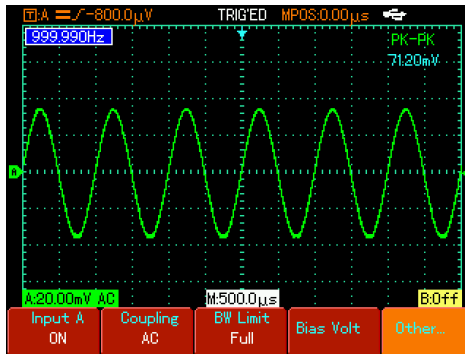 T:A /-800.0μV TRIG'ED MPOS:0.00μs
999.990Hz
PK-PK
71.20mV
A
A:20.00mV AC M:500.0μs B:Off
Input A Coupling BW Limit Bias Volt Other...
ON AC Full